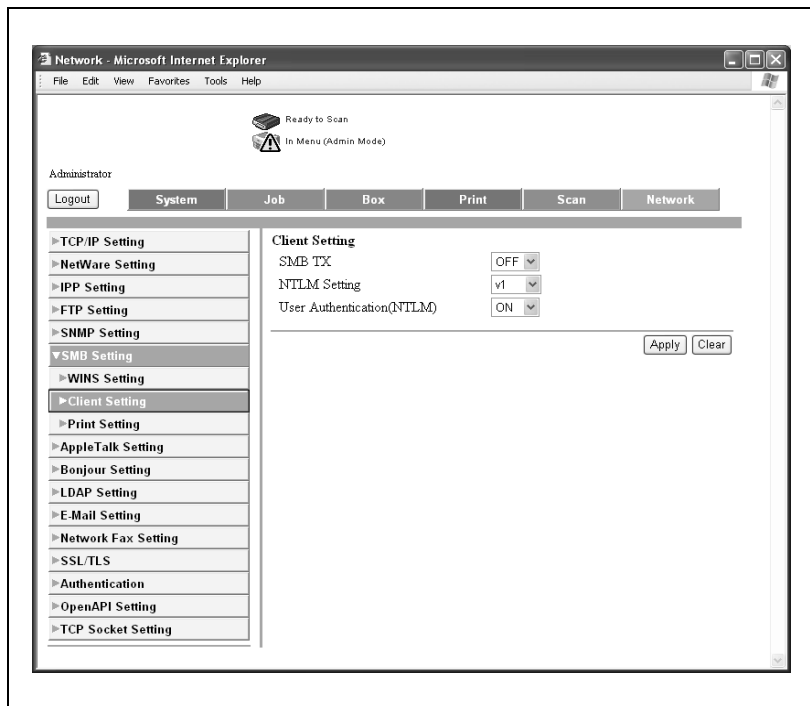 Network - Microsoft Internet Explorer
File Edit View Favorites Tools Help
Ready to Scan
In Menu (Admin Mode)
Administrator
Logout System Job Box Print Scan Network
TCP/IP Setting
NetWare Setting
IPP Setting
FTP Setting
SNMP Setting
SMB Setting
WINS Setting
Client Setting
Print Setting
AppleTalk Setting
Bonjour Setting
LDAP Setting
E-Mail Setting
Network Fax Setting
SSL/TLS
Authentication
OpenAPI Setting
TCP Socket Setting
Client Setting
SMB TX OFF
NTLM Setting v1
User Authentication(NTLM) ON
Apply Clear